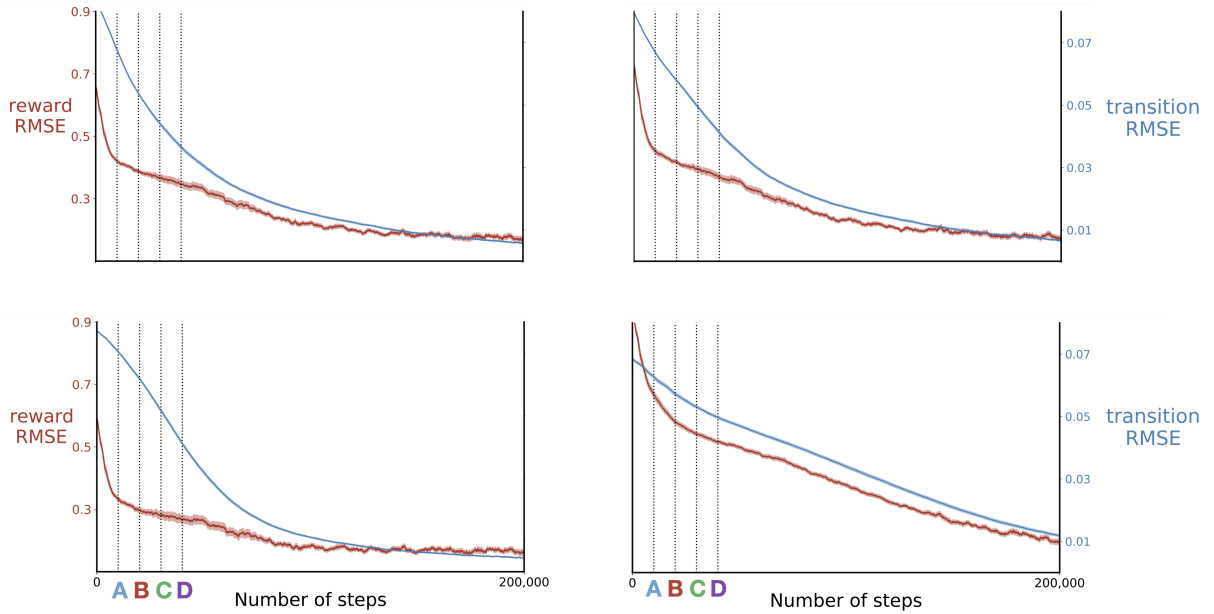 0.9
0.7
0.5
0.3
reward
RMSE
0.07
0.05
0.03
0.01
transition
RMSE
0.9
0.7
0.5
0.3
reward
RMSE
0
200,000
A B C D
Number of steps
0.07
0.05
0.03
0.01
transition
RMSE
0
200,000
A B C D
Number of steps